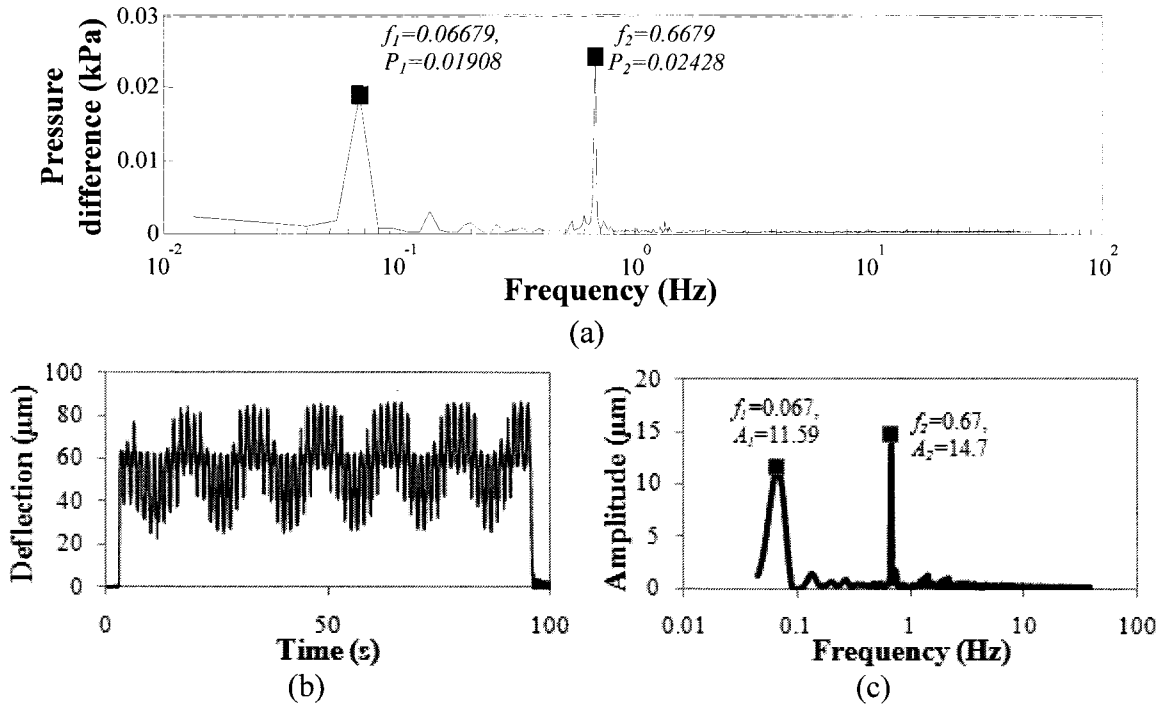 0.03
0.02
0.01
0
Pressure
difference (kPa)
f₁=0.06679,
P₁=0.01908
f₂=0.6679
P₂=0.02428
10⁻²
10⁻¹
10⁰
10¹
10²
Frequency (Hz)
(a)
100
80
60
40
20
0
Deflection (µm)
0
50
100
Time (s)
(b)
20
15
10
5
0
Amplitude (µm)
f₁=0.067,
A₁=11.59
f₂=0.67,
A₂=14.7
0.01
0.1
1
10
100
Frequency (Hz)
(c)